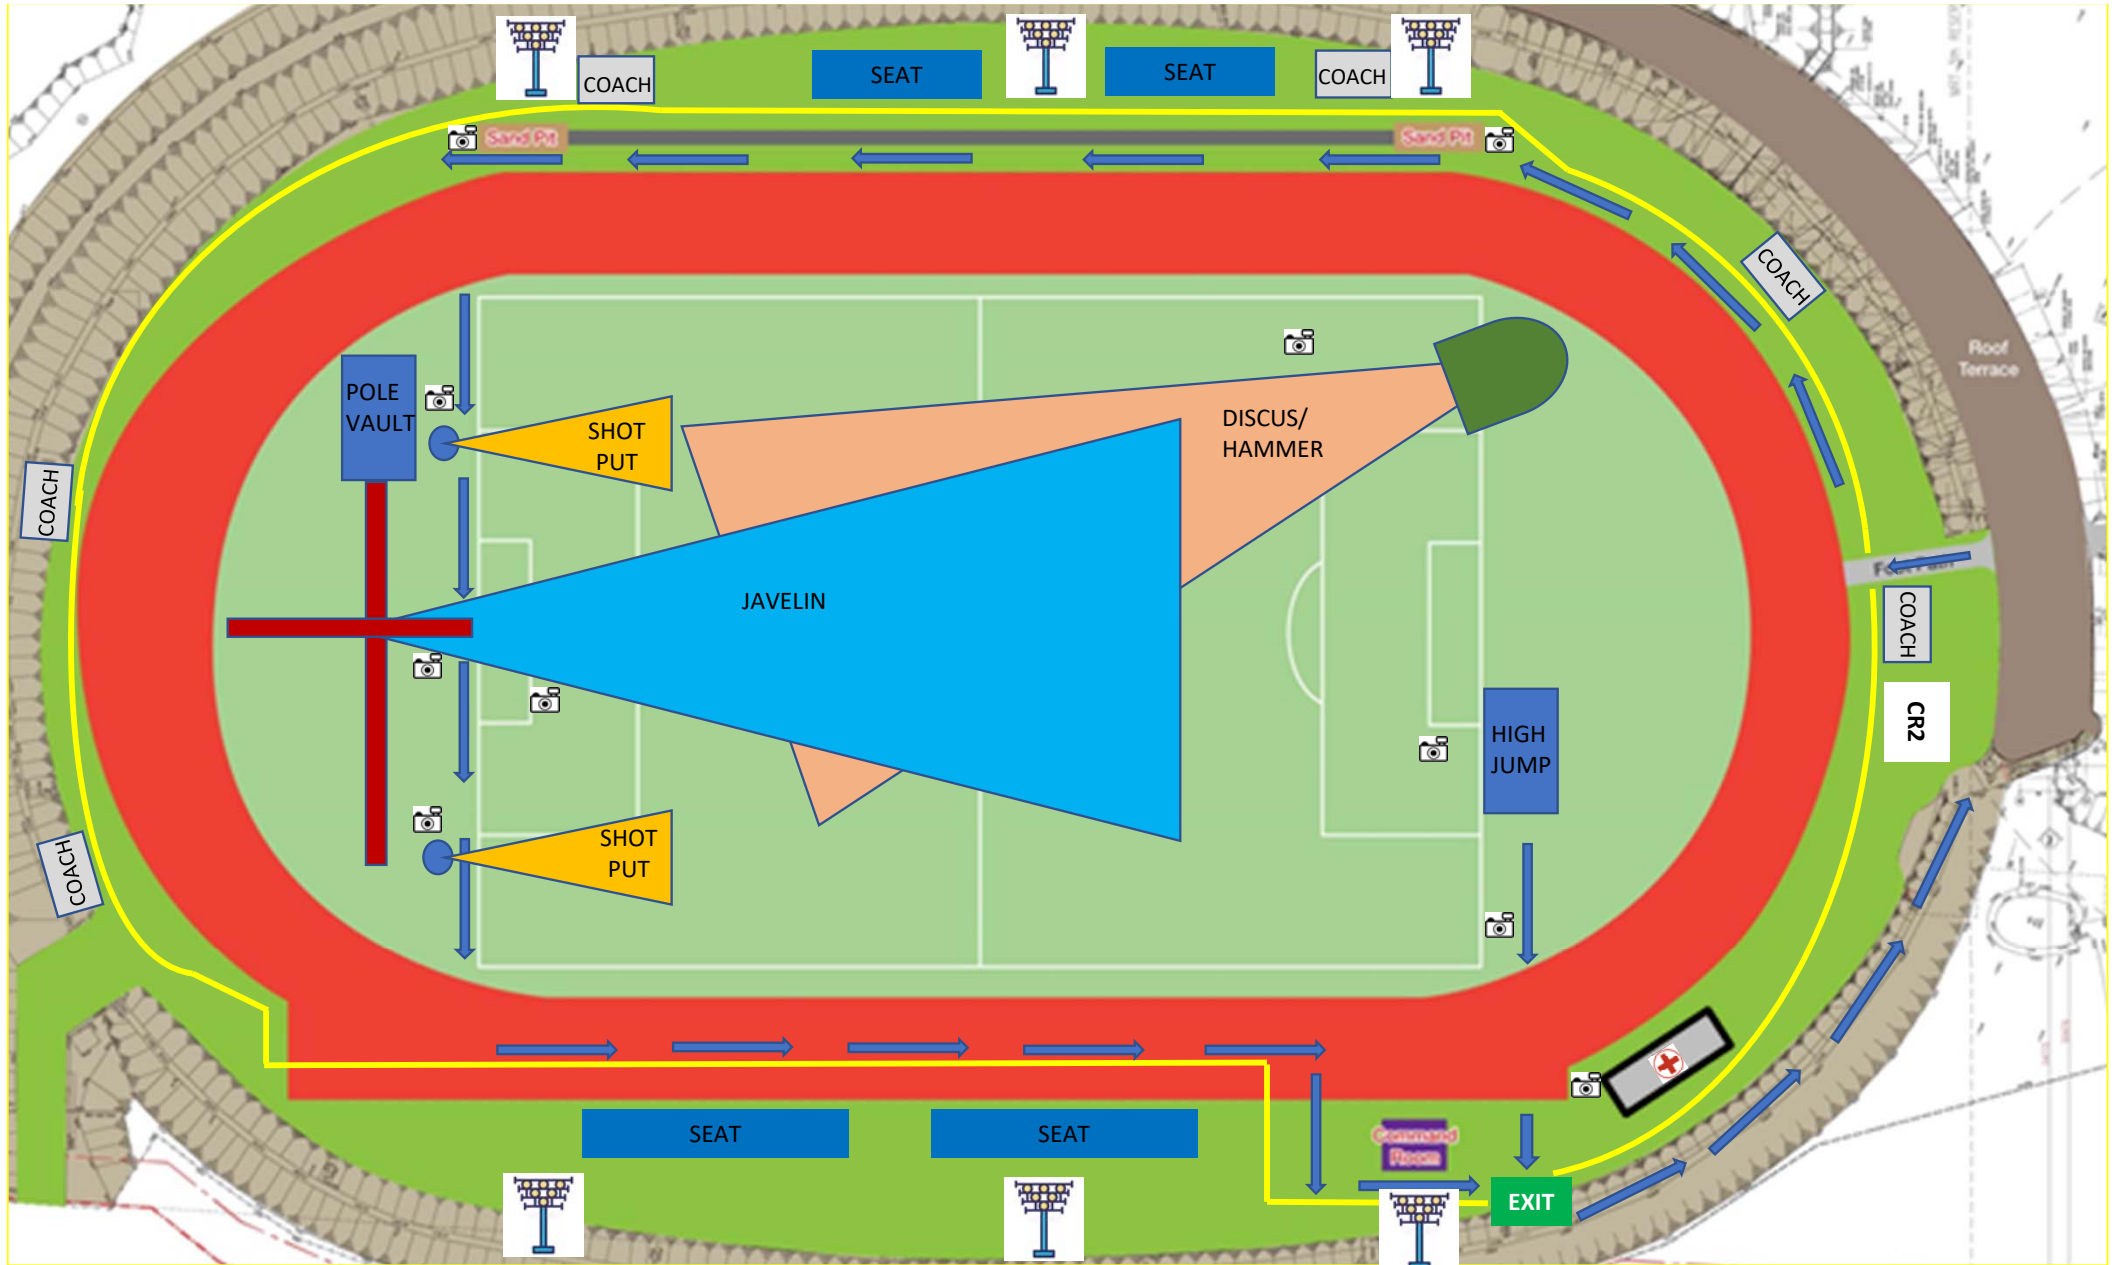 COACH
SEAT
SEAT
COACH
Sand Pit
Sand Pit
COACH
Roof
Terrace
POLE
VAULT
SHOT
PUT
DISCUS/
HAMMER
COACH
JAVELIN
COACH
CR2
HIGH
JUMP
SHOT
PUT
COACH
SEAT
SEAT
Command
Room
EXIT